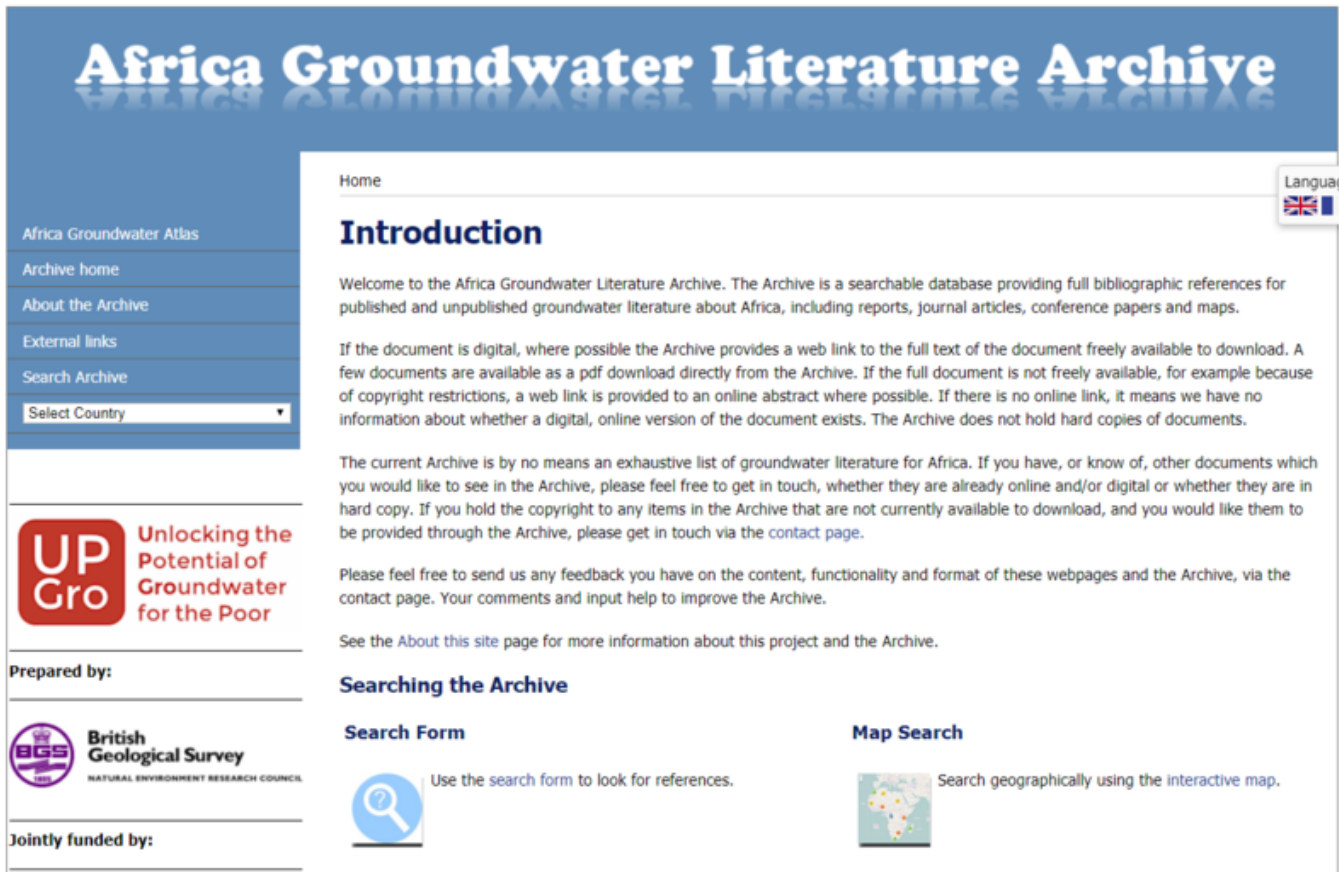 Africa Groundwater Literature Archive
Home
Africa Groundwater Atlas
Archive home
About the Archive
External links
Search Archive
Select Country
UP
Gro
Unlocking the
Potential of
Groundwater
for the Poor
Prepared by:
BGS
1835
British
Geological Survey
NATURAL ENVIRONMENT RESEARCH COUNCIL
Jointly funded by:
Introduction
Welcome to the Africa Groundwater Literature Archive. The Archive is a searchable database providing full bibliographic references for
published and unpublished groundwater literature about Africa, including reports, journal articles, conference papers and maps.
If the document is digital, where possible the Archive provides a web link to the full text of the document freely available to download. A
few documents are available as a pdf download directly from the Archive. If the full document is not freely available, for example because
of copyright restrictions, a web link is provided to an online abstract where possible. If there is no online link, it means we have no
information about whether a digital, online version of the document exists. The Archive does not hold hard copies of documents.
The current Archive is by no means an exhaustive list of groundwater literature for Africa. If you have, or know of, other documents which
you would like to see in the Archive, please feel free to get in touch, whether they are already online and/or digital or whether they are in
hard copy. If you hold the copyright to any items in the Archive that are not currently available to download, and you would like them to
be provided through the Archive, please get in touch via the contact page.
Please feel free to send us any feedback you have on the content, functionality and format of these webpages and the Archive, via the
contact page. Your comments and input help to improve the Archive.
See the About this site page for more information about this project and the Archive.
Searching the Archive
Search Form
Use the search form to look for references.
Map Search
Search geographically using the interactive map.